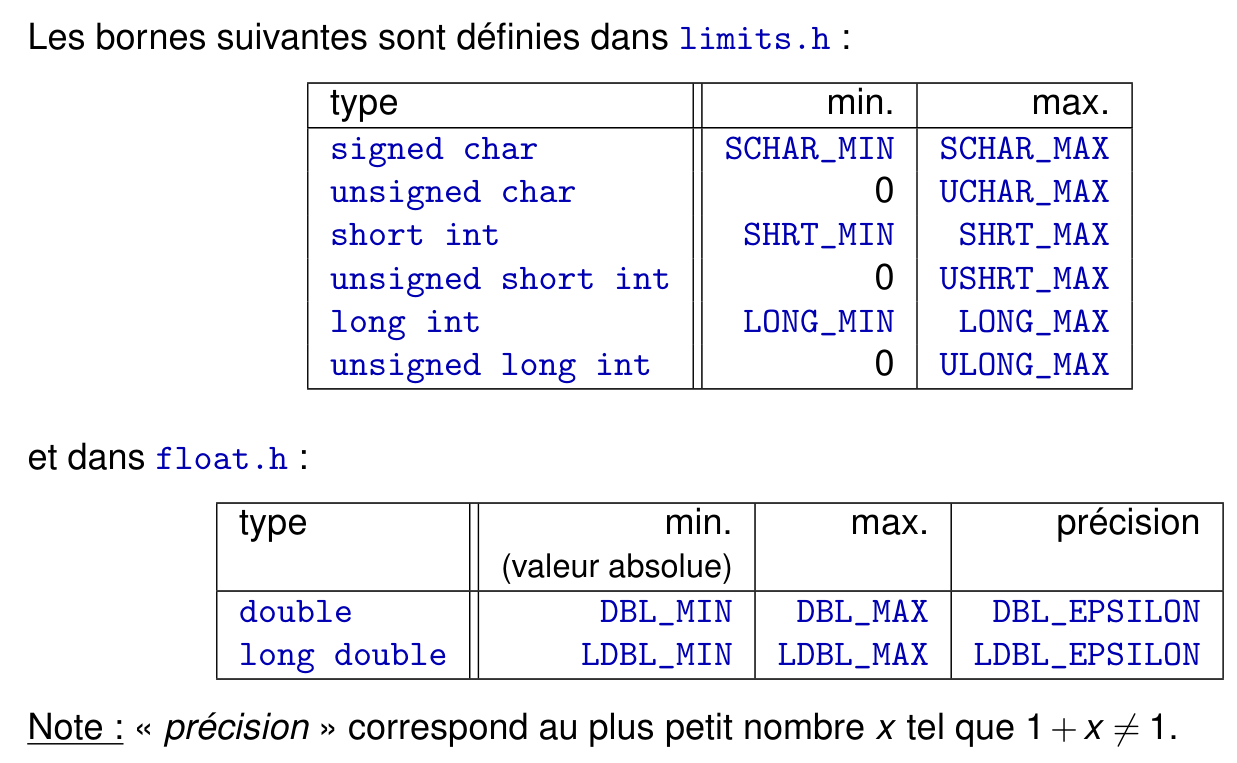 Les bornes suivantes sont définies dans limits.h :
type min. max.
signed char SCHAR_MIN SCHAR_MAX
unsigned char 0 UCHAR_MAX
short int SHRT_MIN SHRT_MAX
unsigned short int 0 USHRT_MAX
long int LONG_MIN LONG_MAX
unsigned long int 0 ULONG_MAX
et dans float.h :
type min. max. précision
(valeur absolue)
double DBL_MIN DBL_MAX DBL_EPSILON
long double LDBL_MIN LDBL_MAX LDBL_EPSILON
Note : « précision » correspond au plus petit nombre x tel que 1 + x ≠ 1.